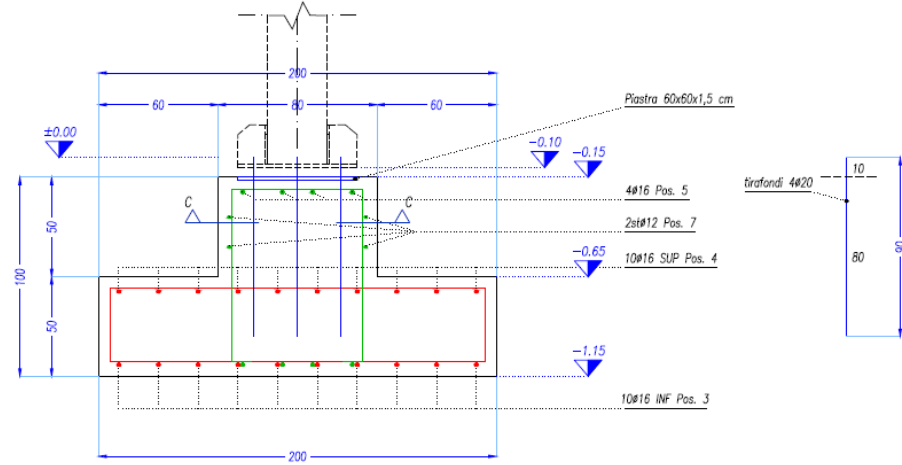 200
60
80
60
Piastra 60x60x1,5 cm
±0.00
-0.10
-0.15
10
tirafondi 4ø20
4ø16 Pos. 5
C
C
50
2stø12 Pos. 7
100
90
80
10ø16 SUP Pos. 4
-0.65
50
-1.15
10ø16 INF Pos. 3
200